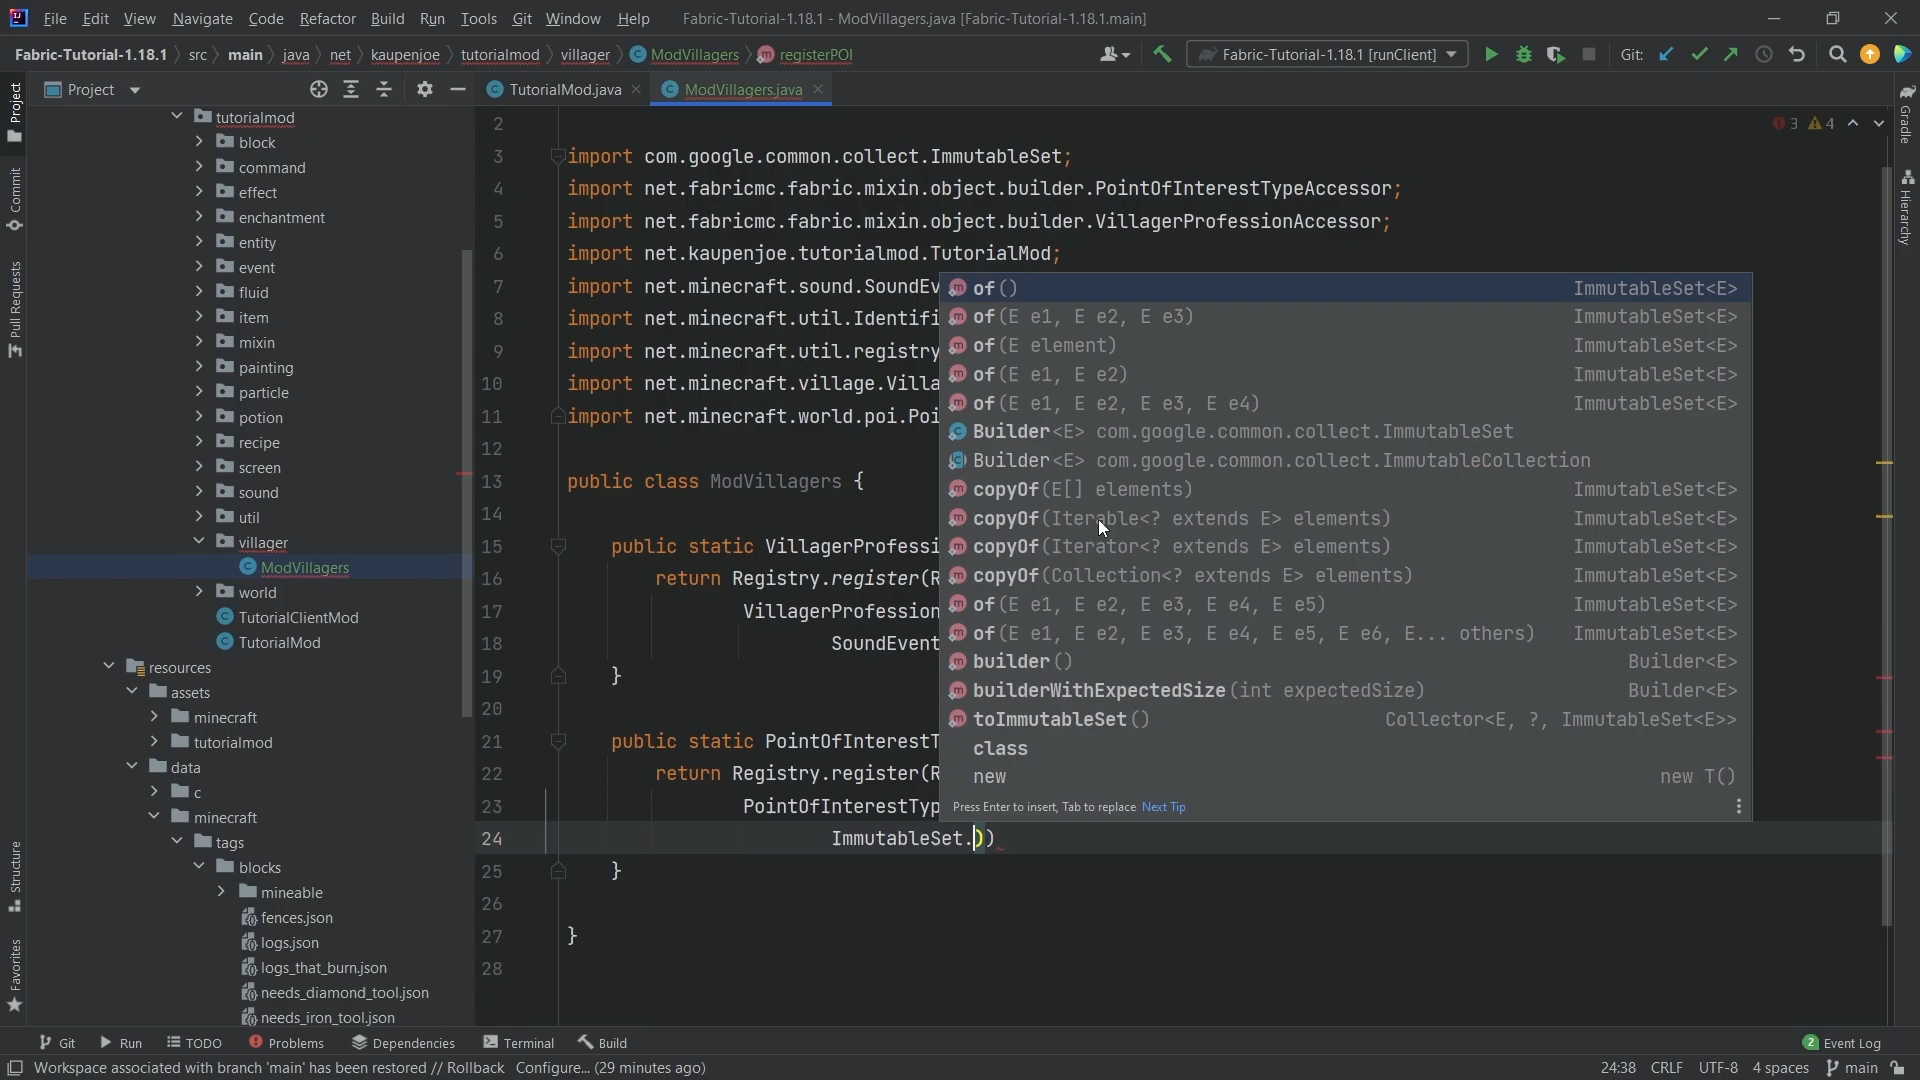 File Edit View Navigate Code Refactor Build Run Tools Git Window Help Fabric-Tutorial-1.18.1 - ModVillagers.java [Fabric-Tutorial-1.18.1.main]
Fabric-Tutorial-1.18.1 src main java net kaupenjoe tutorialmod villager ModVillagers registerPOI Fabric-Tutorial-1.18.1 [runClient] Git:
Project
TutorialMod.java ModVillagers.java
3 4
Project
Commit
Pull Requests
Structure
Favorites
Gradle
Hierarchy
tutorialmod
block
command
effect
enchantment
entity
event
fluid
item
mixin
painting
particle
potion
recipe
screen
sound
util
villager
ModVillagers
world
TutorialClientMod
TutorialMod
resources
assets
minecraft
tutorialmod
data
c
minecraft
tags
blocks
mineable
fences.json
logs.json
logs_that_burn.json
needs_diamond_tool.json
needs_iron_tool.json
2
3 import com.google.common.collect.ImmutableSet;
4 import net.fabricmc.fabric.mixin.object.builder.PointOfInterestTypeAccessor;
5 import net.fabricmc.fabric.mixin.object.builder.VillagerProfessionAccessor;
6 import net.kaupenjoe.tutorialmod.TutorialMod;
7 import net.minecraft.sound.SoundEv
8 import net.minecraft.util.Identifi
9 import net.minecraft.util.registry
10 import net.minecraft.village.Villa
11 import net.minecraft.world.poi.Poi
12
13 public class ModVillagers {
14
15 public static VillagerProfessi
16 return Registry.register(R
17 VillagerProfession
18 SoundEvent
19 }
20
21 public static PointOfInterestT
22 return Registry.register(R
23 PointOfInterestTyp
24 ImmutableSet.))
25 }
26
27 }
28
of() ImmutableSet<E>
of(E e1, E e2, E e3) ImmutableSet<E>
of(E element) ImmutableSet<E>
of(E e1, E e2) ImmutableSet<E>
of(E e1, E e2, E e3, E e4) ImmutableSet<E>
Builder<E> com.google.common.collect.ImmutableSet
Builder<E> com.google.common.collect.ImmutableCollection
copyOf(E[] elements) ImmutableSet<E>
copyOf(Iterable<? extends E> elements) ImmutableSet<E>
copyOf(Iterator<? extends E> elements) ImmutableSet<E>
copyOf(Collection<? extends E> elements) ImmutableSet<E>
of(E e1, E e2, E e3, E e4, E e5) ImmutableSet<E>
of(E e1, E e2, E e3, E e4, E e5, E e6, E... others) ImmutableSet<E>
builder() Builder<E>
builderWithExpectedSize(int expectedSize) Builder<E>
toImmutableSet() Collector<E, ?, ImmutableSet<E>>
class
new new T()
Press Enter to insert, Tab to replace Next Tip
Git Run TODO Problems Dependencies Terminal Build 2 Event Log
Workspace associated with branch 'main' has been restored // Rollback Configure... (29 minutes ago) 24:38 CRLF UTF-8 4 spaces main